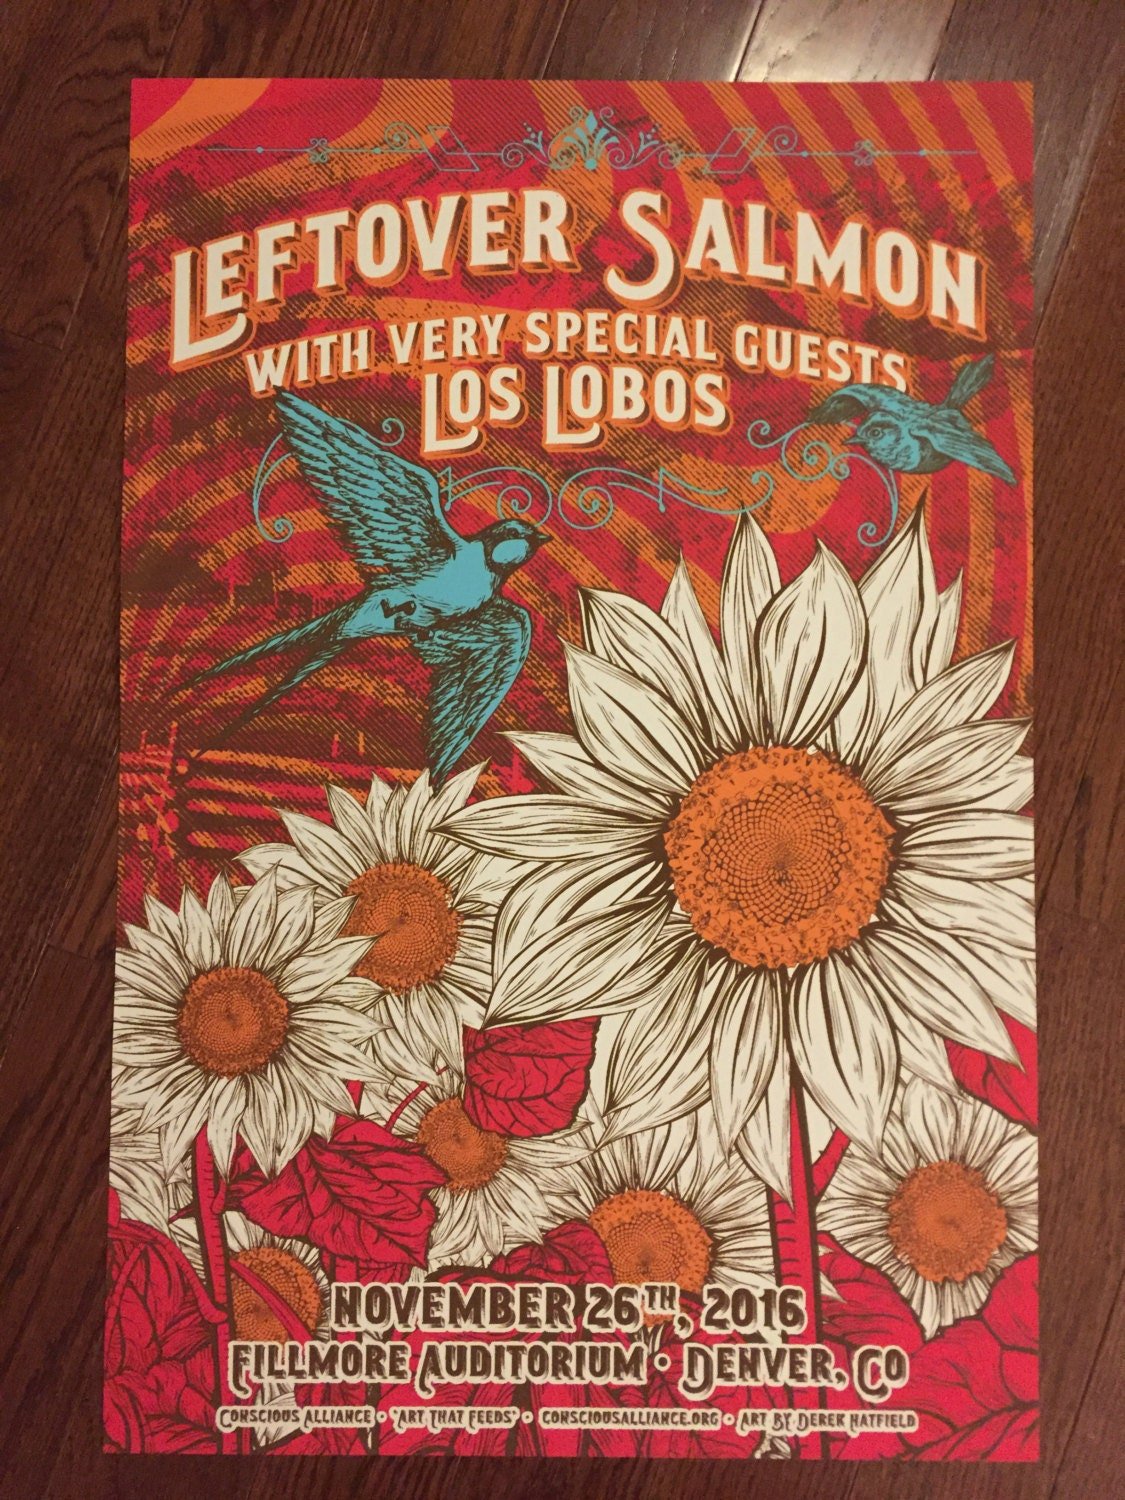 LEFTOVER SALMON
WITH VERY SPECIAL GUESTS
LOS LOBOS
NOVEMBER 26TH, 2016
FILLMORE AUDITORIUM • DENVER, CO
CONSCIOUS ALLIANCE • 'ART THAT FEEDS' • CONSCIOUSALLIANCE.ORG • ART BY DEREK HATFIELD